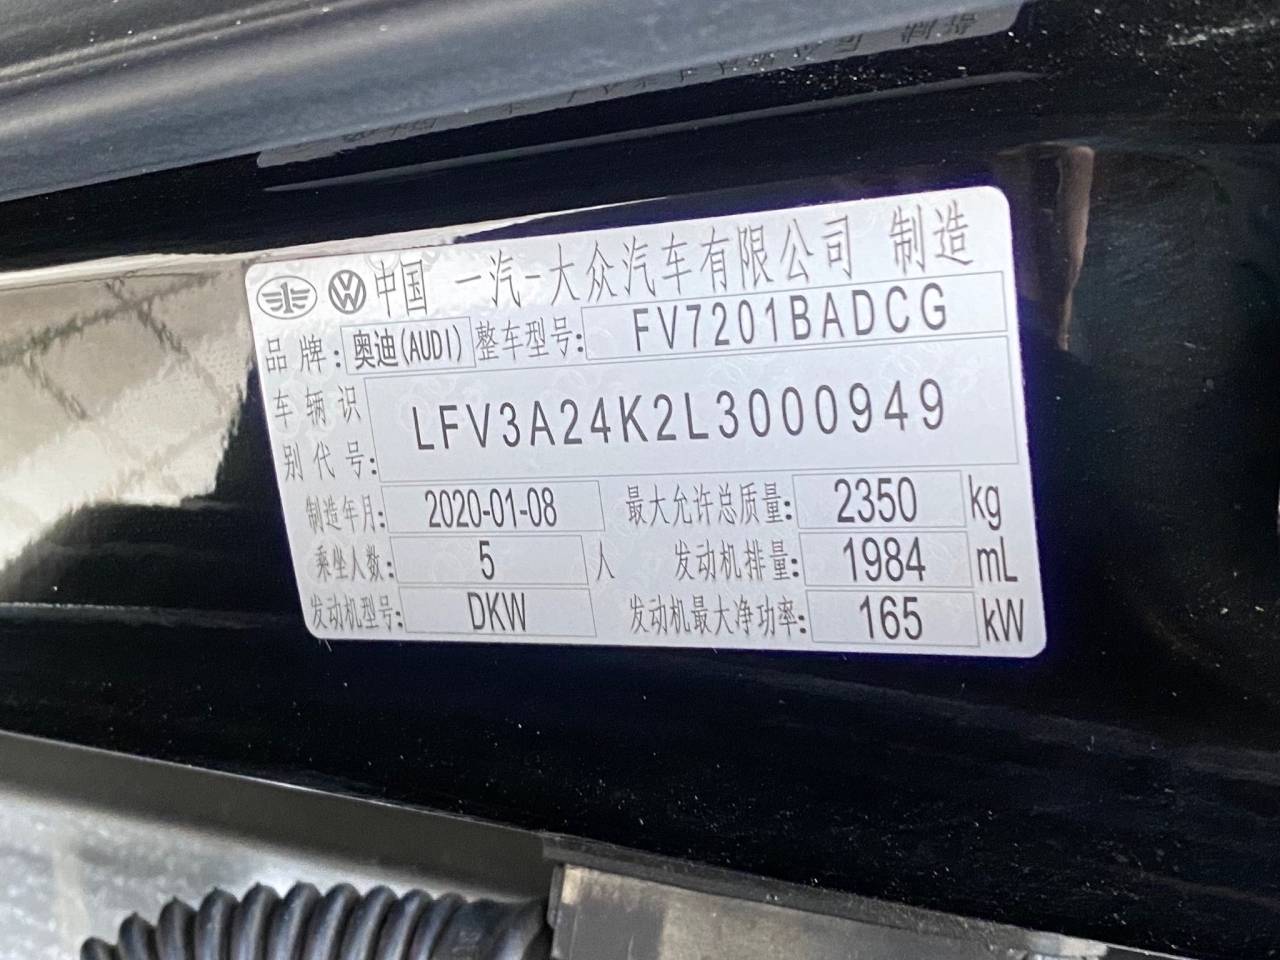 中国 一汽-大众汽车有限公司 制造
品牌: 奥迪(AUDI) 整车型号: FV7201BADCG
车辆识别代号: LFV3A24K2L3000949
制造年月: 2020-01-08 最大允许总质量: 2350 kg
乘坐人数: 5 人 发动机排量: 1984 mL
发动机型号: DKW 发动机最大净功率: 165 kW